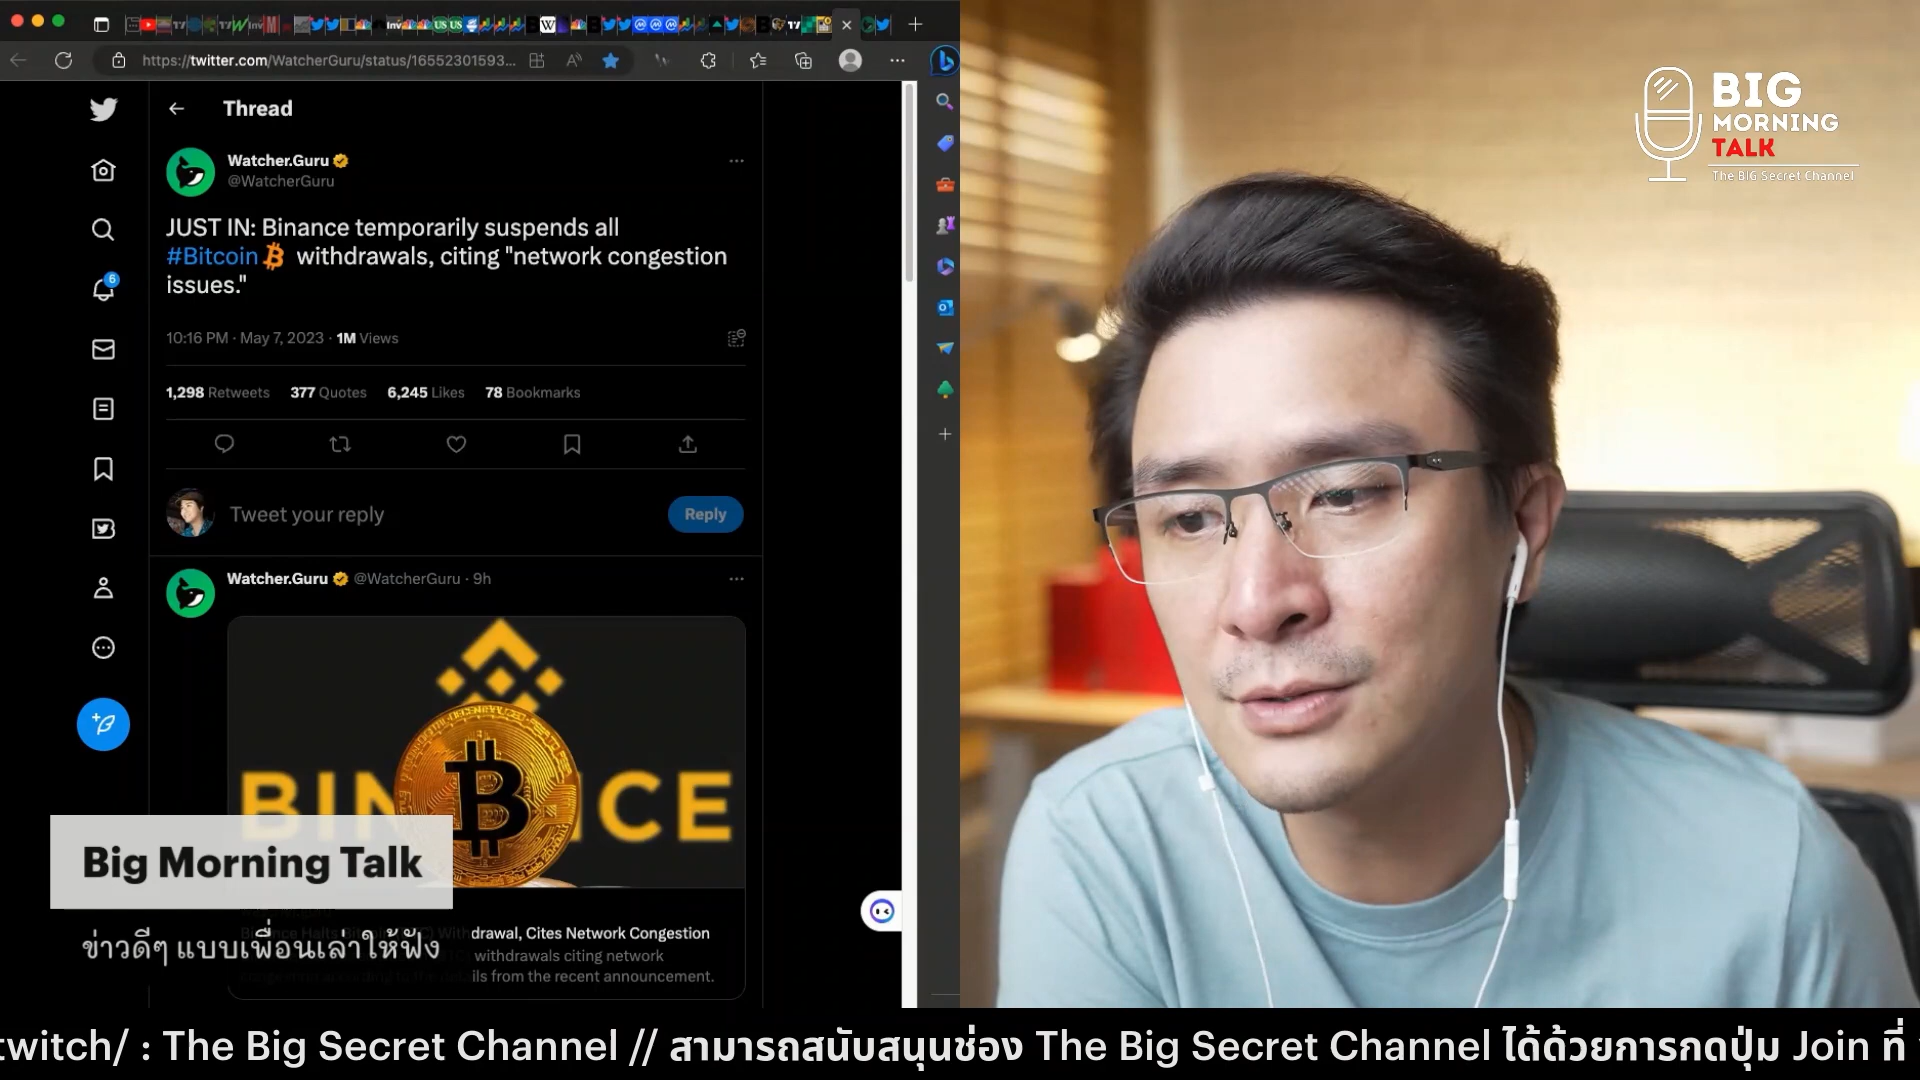 https://twitter.com/WatcherGuru/status/16552301593...
Thread
Watcher.Guru
@WatcherGuru
JUST IN: Binance temporarily suspends all
#Bitcoin withdrawals, citing "network congestion
issues."
10:16 PM · May 7, 2023 · 1M Views
1,298 Retweets 377 Quotes 6,245 Likes 78 Bookmarks
Tweet your reply
Reply
Watcher.Guru @WatcherGuru · 9h
6
BIN CE
drawal, Cites Network Congestion
withdrawals citing network
ils from the recent announcement.
Big Morning Talk
ข่าวดีๆ แบบเพื่อนเล่าให้ฟัง
BIG
MORNING
TALK
The BIG Secret Channel
twitch/ : The Big Secret Channel // สามารถสนับสนุนช่อง The Big Secret Channel ได้ด้วยการกดปุ่ม Join ที่